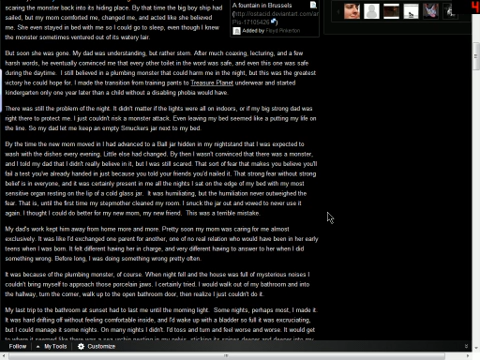 scaring the monster back into its hiding place. By that time the big boy ship had
sailed, but my mom comforted me, changed me, and acted like she believed
me. She even stayed in bed with me so I could go to sleep, even though I knew
the monster sometimes ventured out of its watery lair.
But soon she was gone. My dad was understanding, but rather stern. After much coaxing, lecturing, and a few
harsh words, he eventually convinced me that every other toilet in the word was safe, and even this one was safe
during the daytime. I still believed in a plumbing monster that could harm me in the night, but this was the greatest
victory he could hope for. I made the transition from training pants to Treasure Planet underwear and started
kindergarten only one year later than a child without a disabling phobia would have.
There was still the problem of the night. It didn't matter if the lights were all on indoors, or if my big strong dad was
right there to protect me. I just couldn't risk a monster attack. Even leaving my bed seemed like a putting my life on
the line. So my dad let me keep an empty Smuckers jar next to my bed.
By the time the new mom moved in I had advanced to a Ball jar hidden in my nightstand that I was expected to
wash with the dishes every evening. Little else had changed. By then I wasn't convinced that there was a monster,
and I told my dad that I didn't really believe in it, but I was still scared. That sort of fear that makes you believe you'll
fail a test you've already handed in just because you told your friends you'd nailed it. That strong fear without strong
belief is in everyone, and it was certainly present in me all the nights I sat on the edge of my bed with my most
sensitive organ resting on the lip of a cold glass jar. It was humiliating, but the humiliation never outweighed the
fear. That is, until the first time my stepmother cleaned my room. I snuck the jar out and vowed to never use it
again. I thought I could do better for my new mom, my new friend. This was a terrible mistake.
My dad's work kept him away from home more and more. Pretty soon my mom was caring for me almost
exclusively. It was like I'd exchanged one parent for another, one of no real relation who would have been in her early
teens when I was born. It felt different having her in charge, and very different having to answer to her when I did
something wrong. Before long, I was doing something wrong pretty often.
It was because of the plumbing monster, of course. When night fell and the house was full of mysterious noises I
couldn't bring myself to approach those porcelain jaws. I certainly tried. I would walk out of my bathroom and into
the hallway, turn the corner, walk up to the open bathroom door, then realize I just couldn't do it.
My last trip to the bathroom at sunset had to last me until the morning light. Some nights, perhaps most, I made it.
It was hard drifting off without feeling comfortable inside, and I'd wake up with a bladder so full it was excruciating,
but I could manage it some nights. On many nights I didn't. I'd toss and turn and feel worse and worse. It would get
A fountain in Brussels
Added by Floyd Pinkerton
Follow My Tools Customize
4